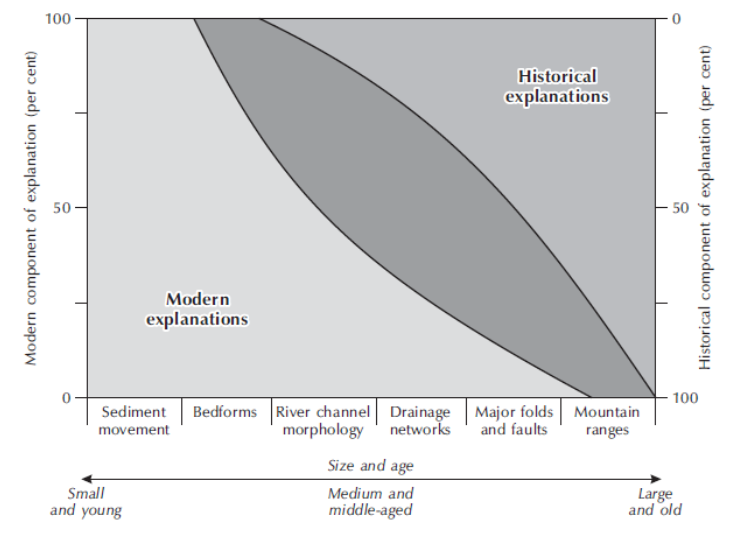 100
0
Modern component of explanation (per cent)
Historical component of explanation (per cent)
Historical
explanations
50
50
Modern
explanations
0
100
Sediment
movement
Bedforms
River channel
morphology
Drainage
networks
Major folds
and faults
Mountain
ranges
Size and age
Small
and young
Medium and
middle-aged
Large
and old